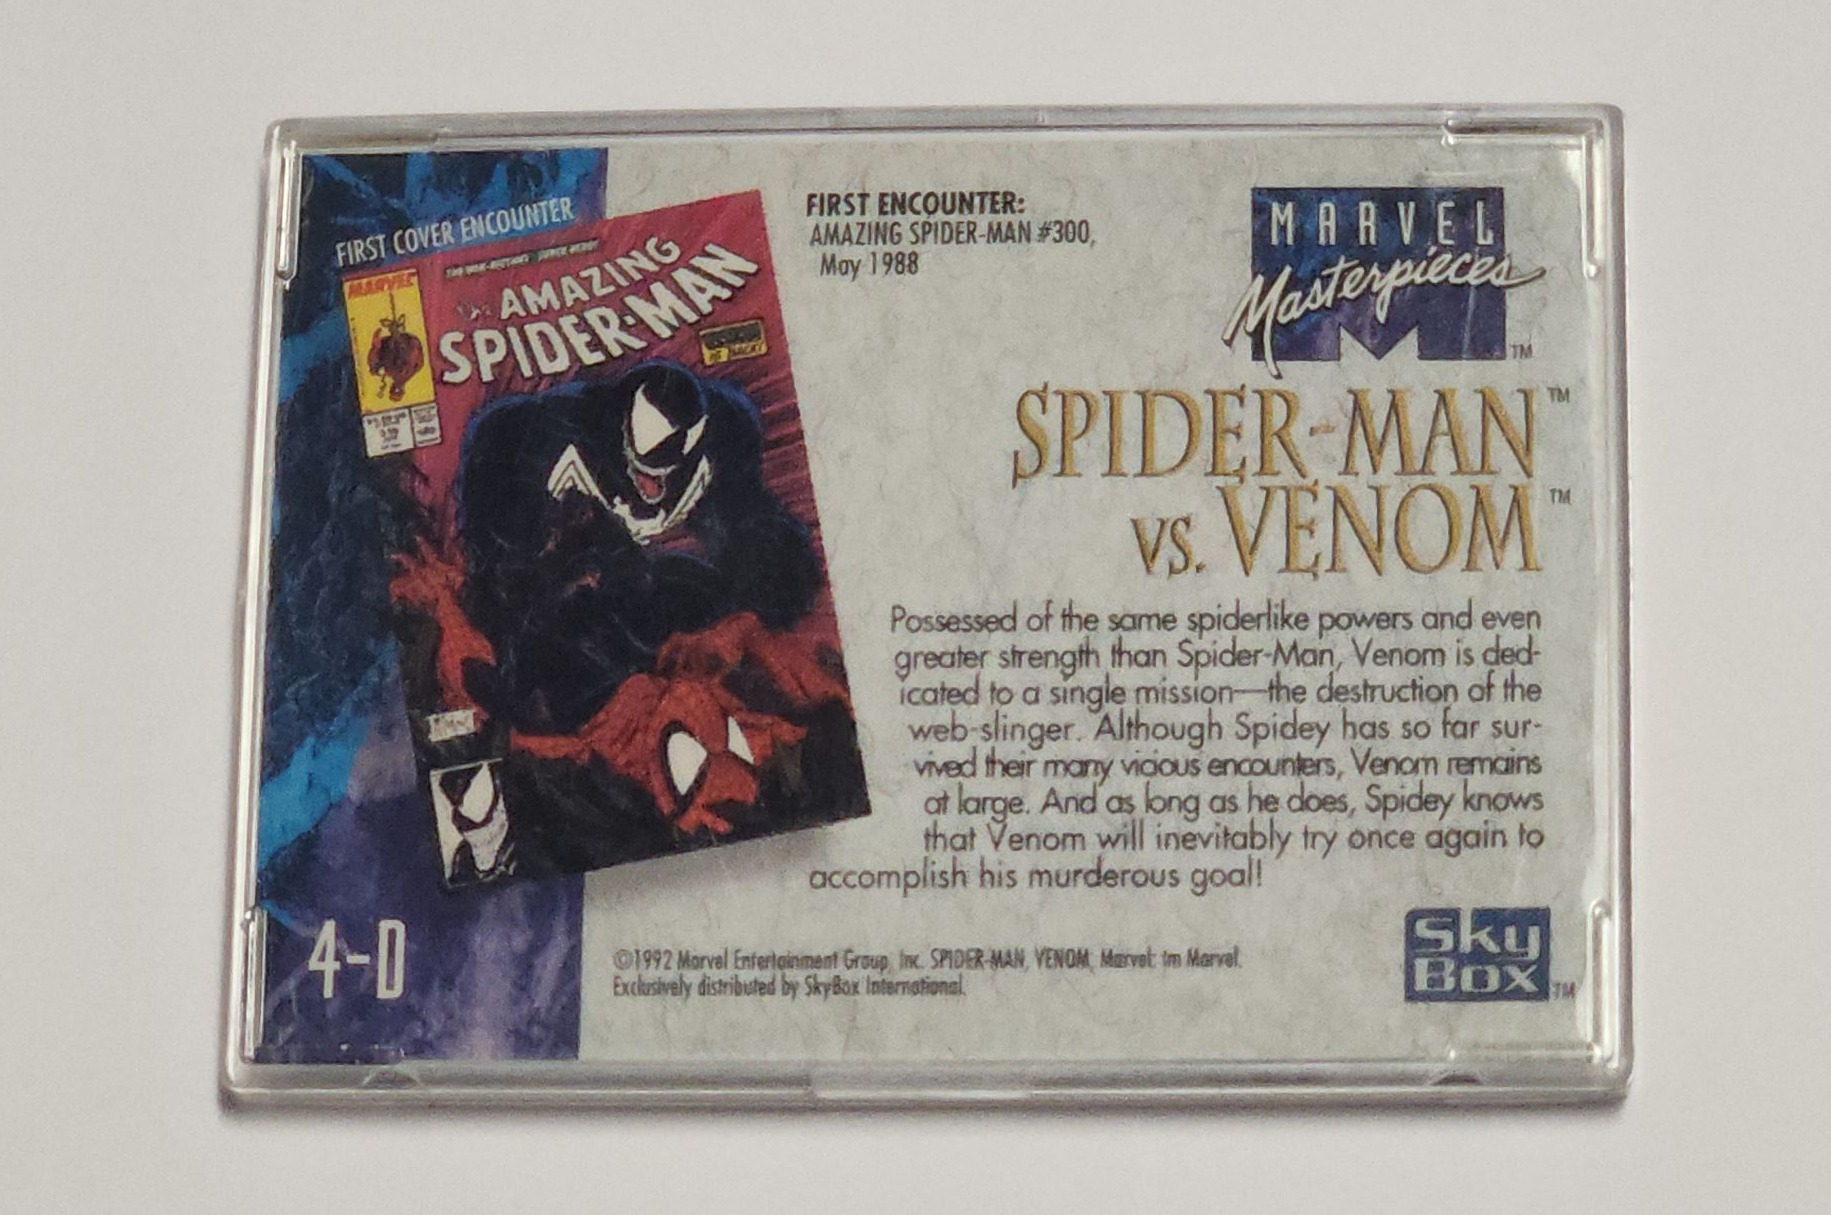 FIRST COVER ENCOUNTER
MARVEL
AMAZING
SPIDER-MAN
FIRST ENCOUNTER:
AMAZING SPIDER-MAN #300,
May 1988
MARVEL
Masterpieces
M
TM
SPIDER-MAN™
VS. VENOM™
Possessed of the same spiderlike powers and even
greater strength than Spider-Man, Venom is ded-
icated to a single mission—the destruction of the
web-slinger. Although Spidey has so far sur-
vived their many vicious encounters, Venom remains
at large. And as long as he does, Spidey knows
that Venom will inevitably try once again to
accomplish his murderous goal!
4-D
©1992 Marvel Entertainment Group, Inc. SPIDER-MAN, VENOM, Marvel: tm Marvel.
Exclusively distributed by SkyBox International.
Sky
Box TM